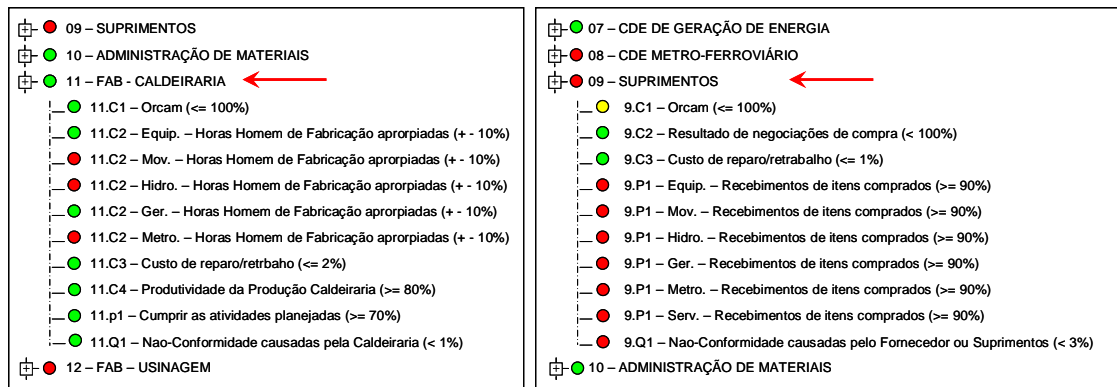 09 – SUPRIMENTOS
10 – ADMINISTRAÇÃO DE MATERIAIS
11 – FAB - CALDEIRARIA
11.C1 – Orcam (<= 100%)
11.C2 – Equip. – Horas Homem de Fabricação aprorpiadas (+ - 10%)
11.C2 – Mov. – Horas Homem de Fabricação aprorpiadas (+ - 10%)
11.C2 – Hidro. – Horas Homem de Fabricação aprorpiadas (+ - 10%)
11.C2 – Ger. – Horas Homem de Fabricação aprorpiadas (+ - 10%)
11.C2 – Metro. – Horas Homem de Fabricação aprorpiadas (+ - 10%)
11.C3 – Custo de reparo/retrbaho (<= 2%)
11.C4 – Produtividade da Produção Caldeiraria (>= 80%)
11.p1 – Cumprir as atividades planejadas (>= 70%)
11.Q1 – Nao-Conformidade causadas pela Caldeiraria (< 1%)
12 – FAB – USINAGEM
07 – CDE DE GERAÇÃO DE ENERGIA
08 – CDE METRO-FERROVIÁRIO
09 – SUPRIMENTOS
9.C1 – Orcam (<= 100%)
9.C2 – Resultado de negociações de compra (< 100%)
9.C3 – Custo de reparo/retrabalho (<= 1%)
9.P1 – Equip. – Recebimentos de itens comprados (>= 90%)
9.P1 – Mov. – Recebimentos de itens comprados (>= 90%)
9.P1 – Hidro. – Recebimentos de itens comprados (>= 90%)
9.P1 – Ger. – Recebimentos de itens comprados (>= 90%)
9.P1 – Metro. – Recebimentos de itens comprados (>= 90%)
9.P1 – Serv. – Recebimentos de itens comprados (>= 90%)
9.Q1 – Nao-Conformidade causadas pelo Fornecedor ou Suprimentos (< 3%)
10 – ADMINISTRAÇÃO DE MATERIAIS